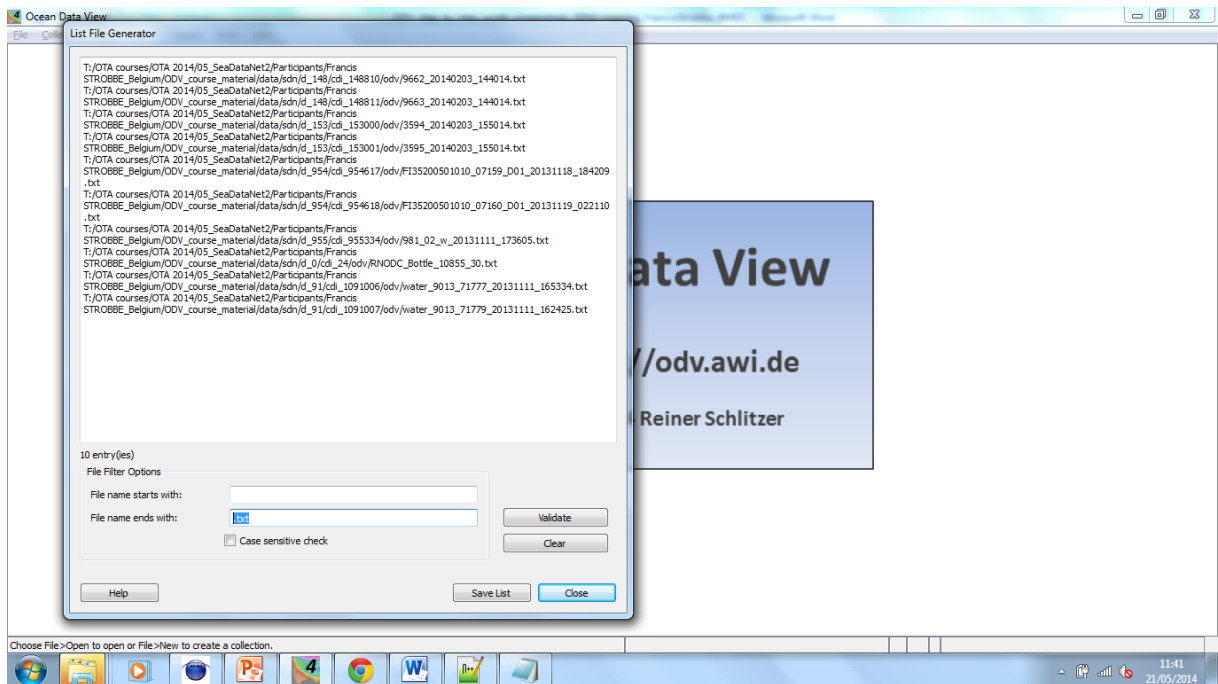 Ocean Data View
File Colle
List File Generator
T:/OTA courses/OTA 2014/05_SeaDataNet2/Participants/Francis
STROBBE_Belgium/ODV_course_material/data/sdn/d_148/cdi_148810/odv/9662_20140203_144014.txt
T:/OTA courses/OTA 2014/05_SeaDataNet2/Participants/Francis
STROBBE_Belgium/ODV_course_material/data/sdn/d_148/cdi_148811/odv/9663_20140203_144014.txt
T:/OTA courses/OTA 2014/05_SeaDataNet2/Participants/Francis
STROBBE_Belgium/ODV_course_material/data/sdn/d_153/cdi_153000/odv/3594_20140203_155014.txt
T:/OTA courses/OTA 2014/05_SeaDataNet2/Participants/Francis
STROBBE_Belgium/ODV_course_material/data/sdn/d_153/cdi_153001/odv/3595_20140203_155014.txt
T:/OTA courses/OTA 2014/05_SeaDataNet2/Participants/Francis
STROBBE_Belgium/ODV_course_material/data/sdn/d_954/cdi_954617/odv/FI35200501010_07159_D01_20131118_184209
.txt
T:/OTA courses/OTA 2014/05_SeaDataNet2/Participants/Francis
STROBBE_Belgium/ODV_course_material/data/sdn/d_954/cdi_954618/odv/FI35200501010_07160_D01_20131119_022110
.txt
T:/OTA courses/OTA 2014/05_SeaDataNet2/Participants/Francis
STROBBE_Belgium/ODV_course_material/data/sdn/d_955/cdi_955334/odv/981_02_w_20131111_173605.txt
T:/OTA courses/OTA 2014/05_SeaDataNet2/Participants/Francis
STROBBE_Belgium/ODV_course_material/data/sdn/d_0/cdi_24/odv/RNODC_Bottle_10855_30.txt
T:/OTA courses/OTA 2014/05_SeaDataNet2/Participants/Francis
STROBBE_Belgium/ODV_course_material/data/sdn/d_91/cdi_1091006/odv/water_9013_71777_20131111_165334.txt
T:/OTA courses/OTA 2014/05_SeaDataNet2/Participants/Francis
STROBBE_Belgium/ODV_course_material/data/sdn/d_91/cdi_1091007/odv/water_9013_71779_20131111_162425.txt
ata View
//odv.awi.de
Reiner Schlitzer
10 entry(ies)
File Filter Options
File name starts with:
File name ends with: .txt
Validate
Case sensitive check
Clear
Help
Save List
Close
Choose File>Open to open or File>New to create a collection.
11:41
21/05/2014